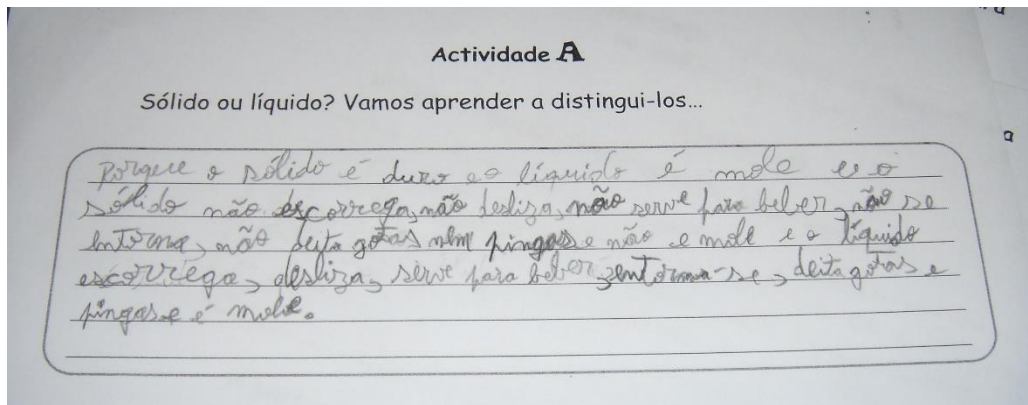 Actividade A
Sólido ou líquido? Vamos aprender a distingui-los...
Porque o sólido é duro e o líquido é mole e o
sólido não escorrega, não desliza, não serve para beber, não se
entorna, não deita gotas nem pingas e não e mole e o líquido
escorrega, desliza, serve para beber, entorna-se, deita gotas e
pingas e é mole.
a